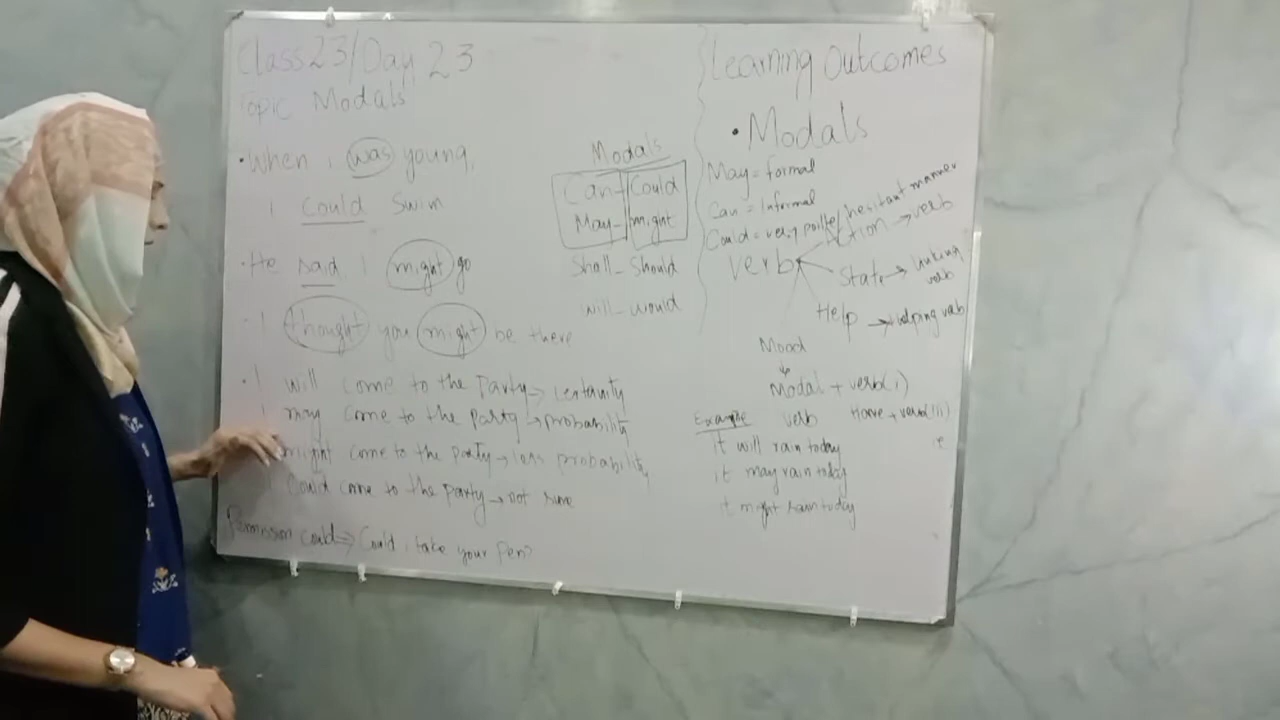 Class 23/Day 23
Topic Modals
• When i was young,
i Could Swim
• He said I might go
• I thought you might be there
• I will come to the party → certainity
I may come to the party → probability
I might come to the party → less probability
I Could come to the party → not sure
Permission could ⇒ Could i take your pen?
Modals
Can - Could
May - might
Shall - Should
will - would
Learning Outcomes
• Modals
May = formal
Can = Informal
Could = very polite/hesitant manner
verb
Action → verb
State → linking verb
Help → helping verb
Mood
↓
Modal + verb(i)
verb Have + verb(iii)
Example
it will rain today
it may rain today
it might rain today